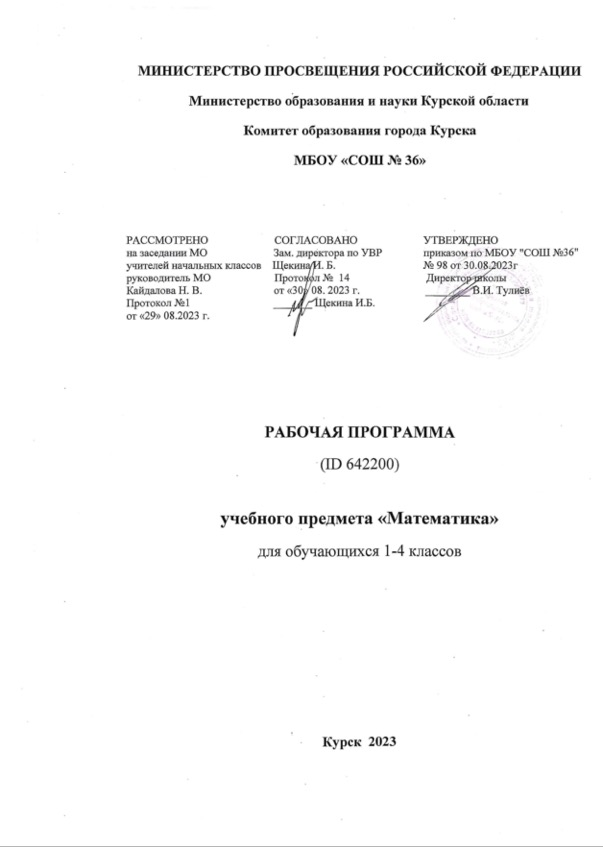 МИНИСТЕРСТВО ПРОСВЕЩЕНИЯ РОССИЙСКОЙ ФЕДЕРАЦИИ
Министерство образования и науки Курской области
Комитет образования города Курска
МБОУ «СОШ № 36»
РАССМОТРЕНО
на заседании МО
учителей начальных классов
руководитель МО
Кайдалова Н. В.
Протокол №1
от «29» 08.2023 г.
СОГЛАСОВАНО
Зам. директора по УВР
Щекина И. Б.
Протокол № 14
от «30» 08. 2023 г.
Щекина И.Б.
УТВЕРЖДЕНО
приказом по МБОУ "СОШ №36"
№ 98 от 30.08.2023г
Директор школы
В.И. Тулиёв
РАБОЧАЯ ПРОГРАММА
(ID 642200)
учебного предмета «Математика»
для обучающихся 1-4 классов
Курск 2023